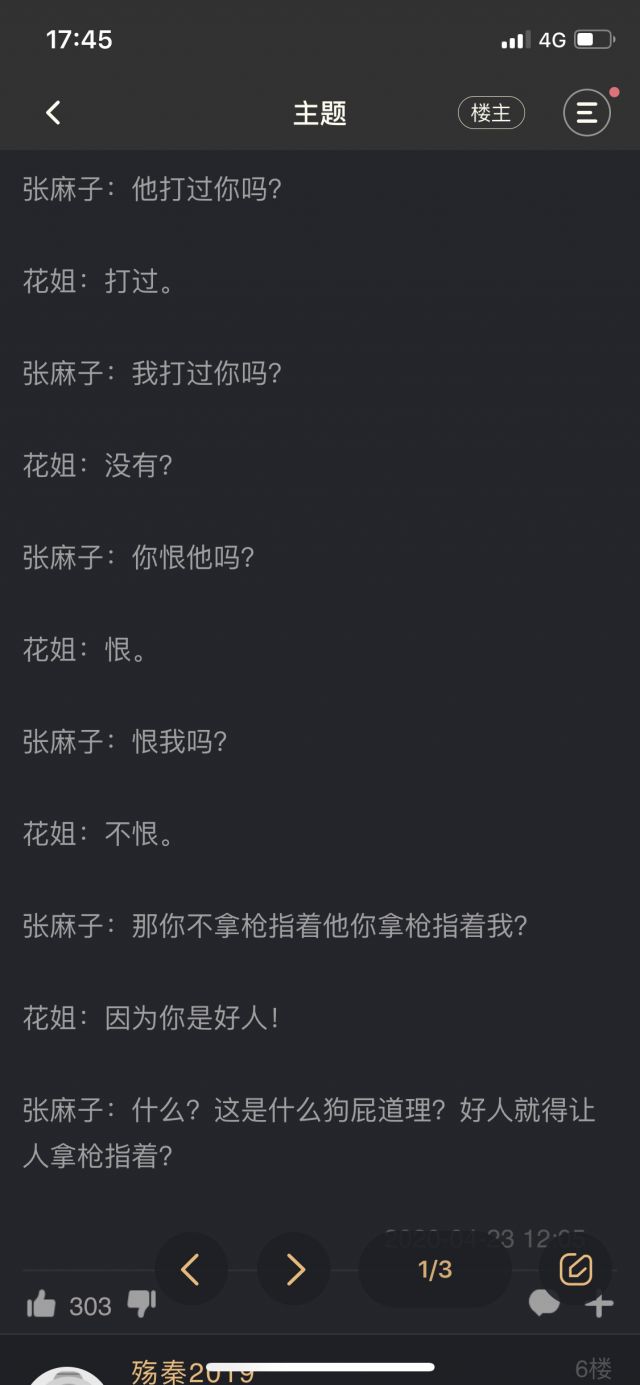 17:45
4G
主题
楼主
张麻子：他打过你吗？
花姐：打过。
张麻子：我打过你吗？
花姐：没有？
张麻子：你恨他吗？
花姐：恨。
张麻子：恨我吗？
花姐：不恨。
张麻子：那你不拿枪指着他你拿枪指着我？
花姐：因为你是好人！
张麻子：什么？这是什么狗屁道理？好人就得让
人拿枪指着？
2020-04-23 12:05
1/3
303
殇秦2019
6楼